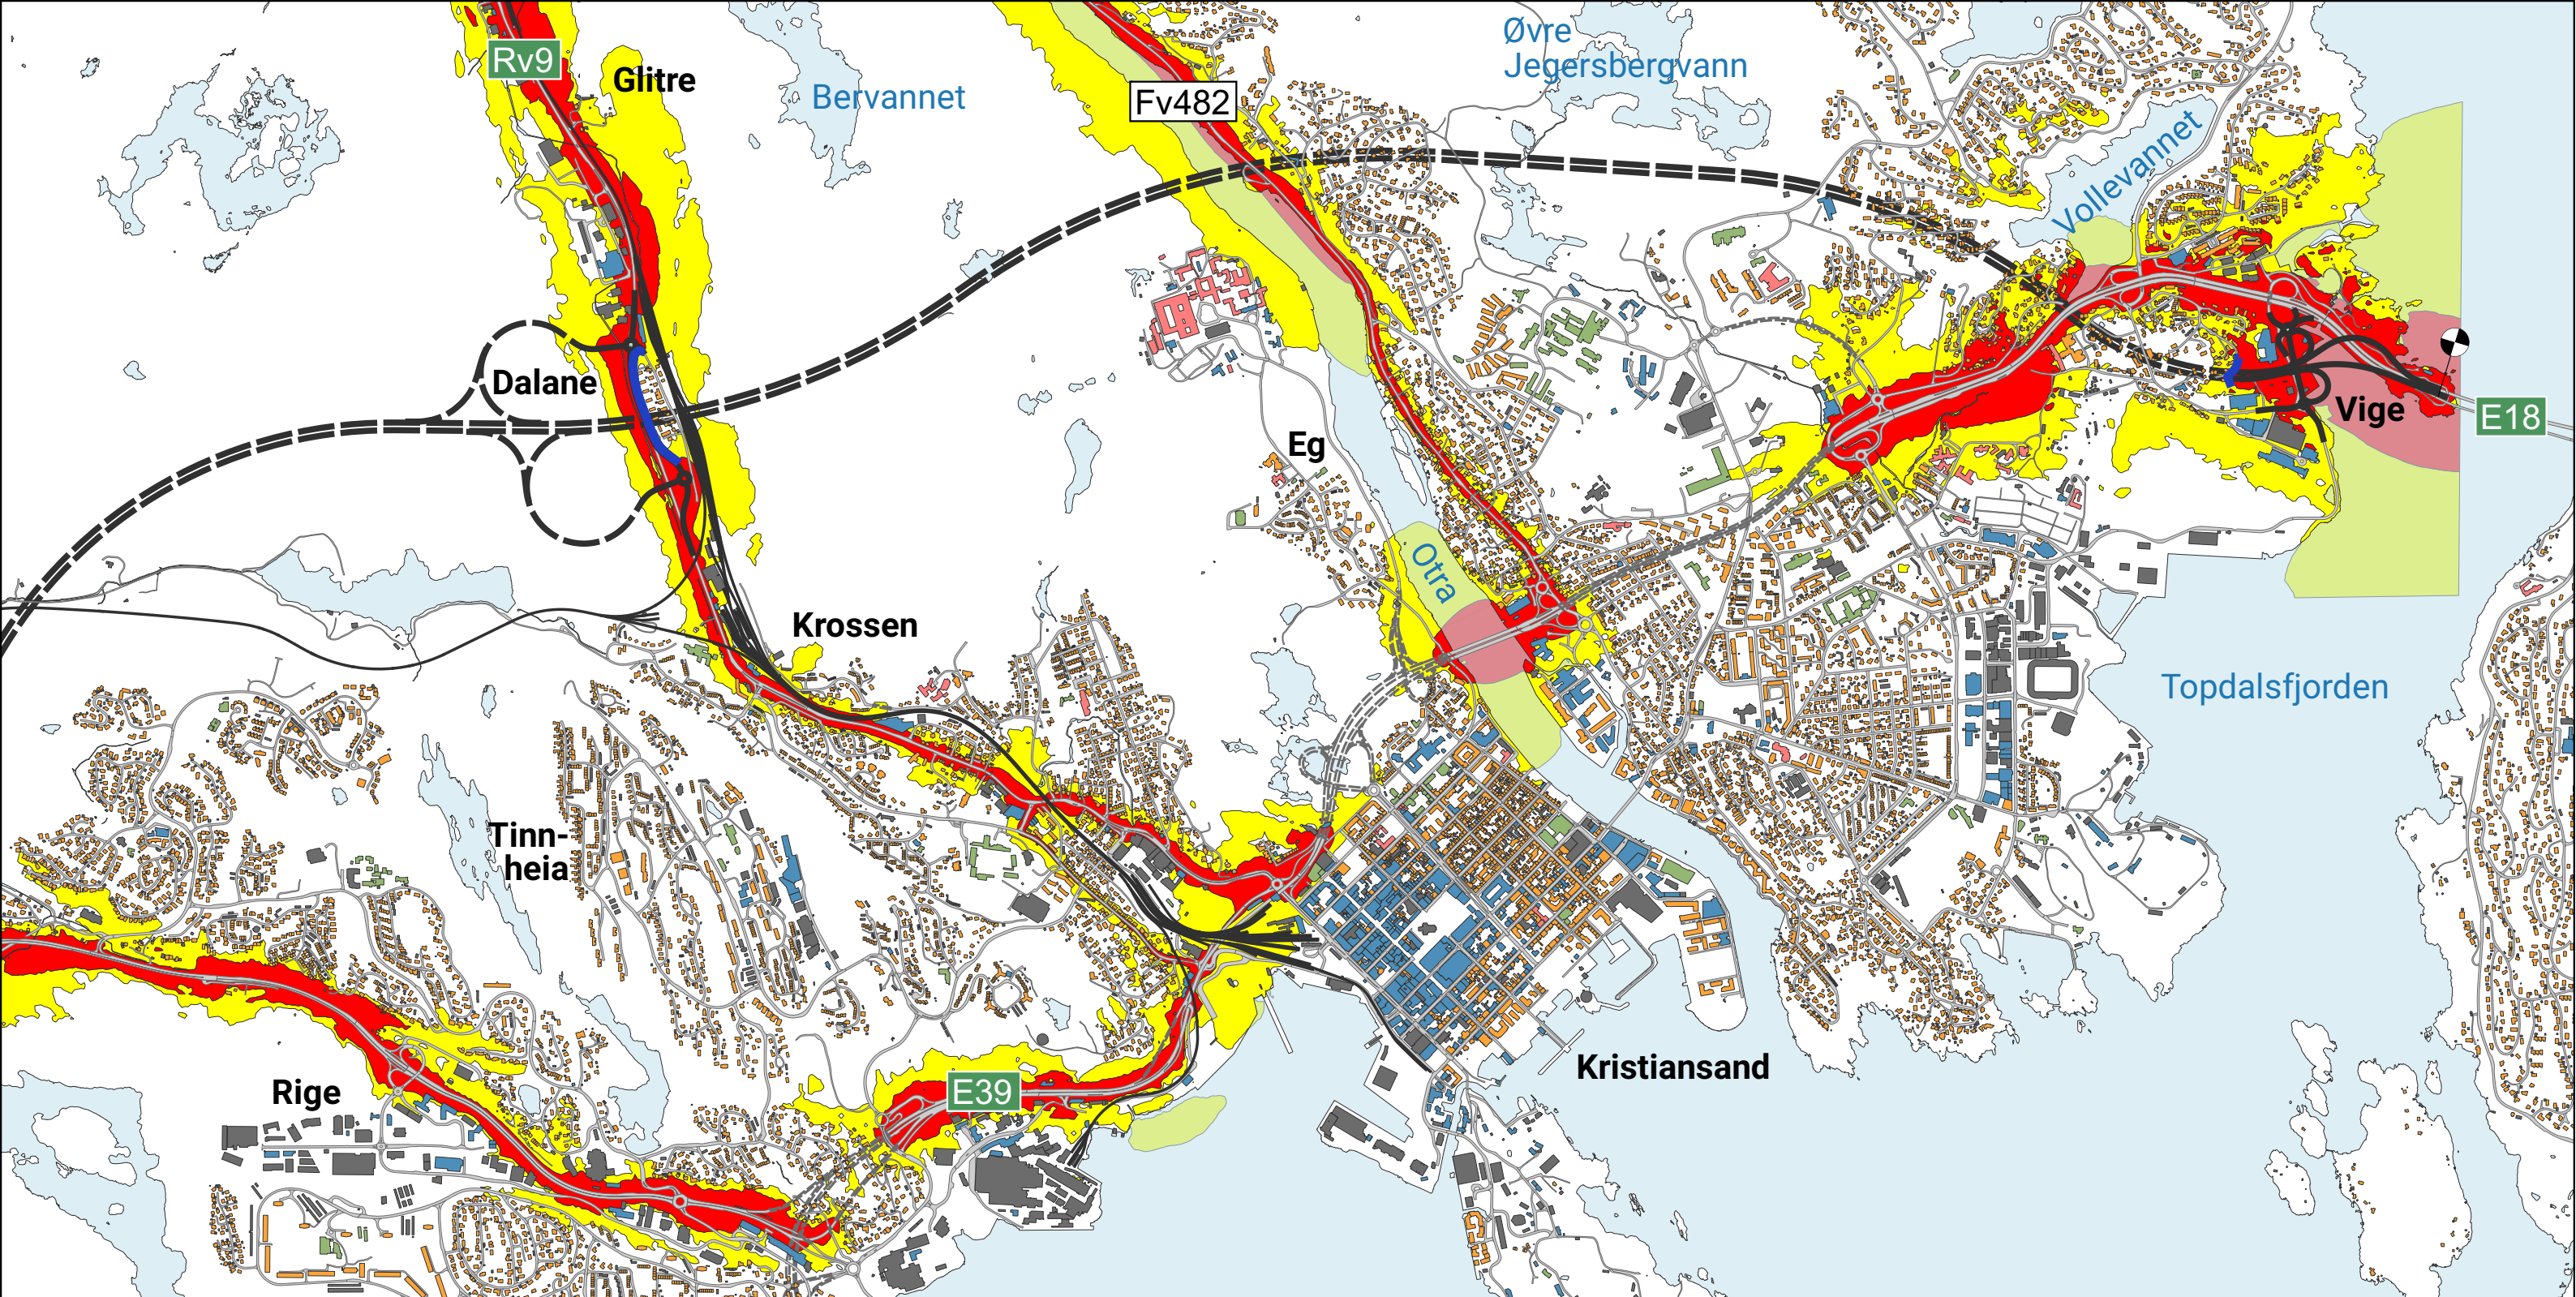 Øvre
Jegersbergvann
Rv9
Glitre
Bervannet
Fv482
Vollevannet
Dalane
Vige
E18
Eg
Otra
Krossen
Topdalsfjorden
Tinn-
heia
Kristiansand
Rige
E39